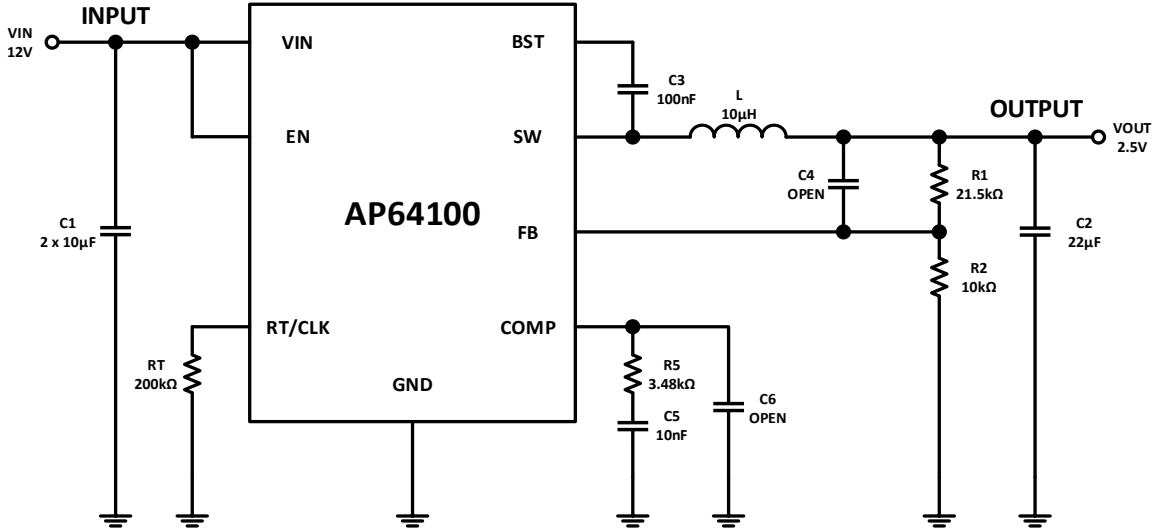 INPUT
VIN
12V
VIN
BST
C3
100nF
L
10µH
OUTPUT
VOUT
2.5V
EN
SW
C4
OPEN
R1
21.5kΩ
AP64100
C1
2 x 10µF
FB
C2
22µF
R2
10kΩ
RT/CLK
COMP
RT
200kΩ
R5
3.48kΩ
GND
C6
OPEN
C5
10nF